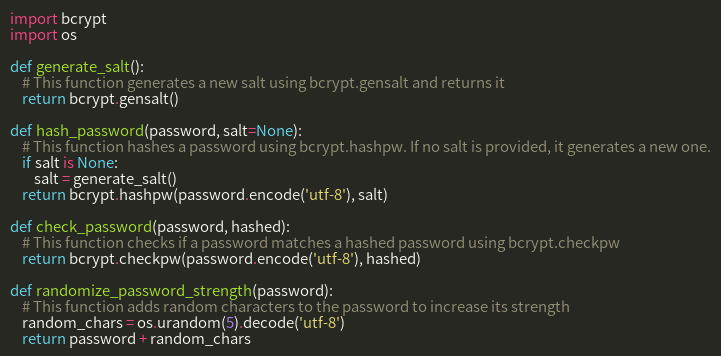 import bcrypt
import os

def generate_salt():
    # This function generates a new salt using bcrypt.gensalt and returns it
    return bcrypt.gensalt()

def hash_password(password, salt=None):
    # This function hashes a password using bcrypt.hashpw. If no salt is provided, it generates a new one.
    if salt is None:
        salt = generate_salt()
    return bcrypt.hashpw(password.encode('utf-8'), salt)

def check_password(password, hashed):
    # This function checks if a password matches a hashed password using bcrypt.checkpw
    return bcrypt.checkpw(password.encode('utf-8'), hashed)

def randomize_password_strength(password):
    # This function adds random characters to the password to increase its strength
    random_chars = os.urandom(5).decode('utf-8')
    return password + random_chars